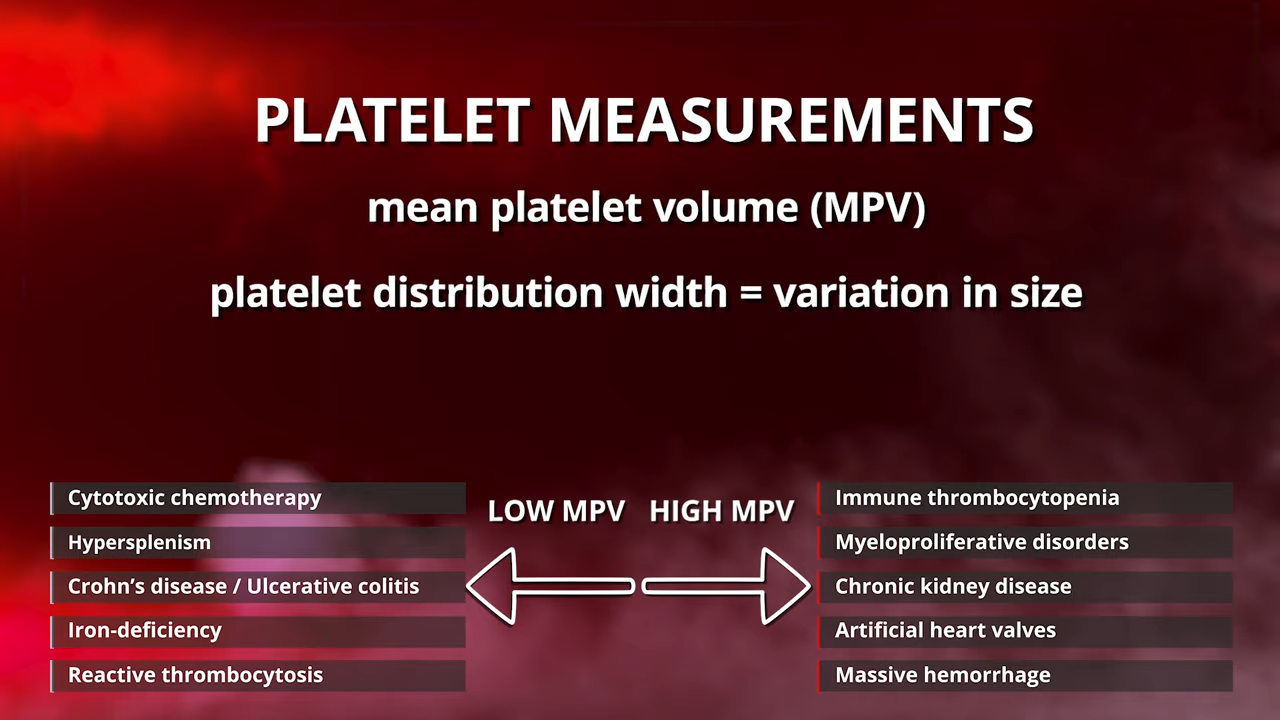 PLATELET MEASUREMENTS
mean platelet volume (MPV)
platelet distribution width = variation in size
LOW MPV
Cytotoxic chemotherapy
Hypersplenism
Crohn’s disease / Ulcerative colitis
Iron-deficiency
Reactive thrombocytosis
HIGH MPV
Immune thrombocytopenia
Myeloproliferative disorders
Chronic kidney disease
Artificial heart valves
Massive hemorrhage